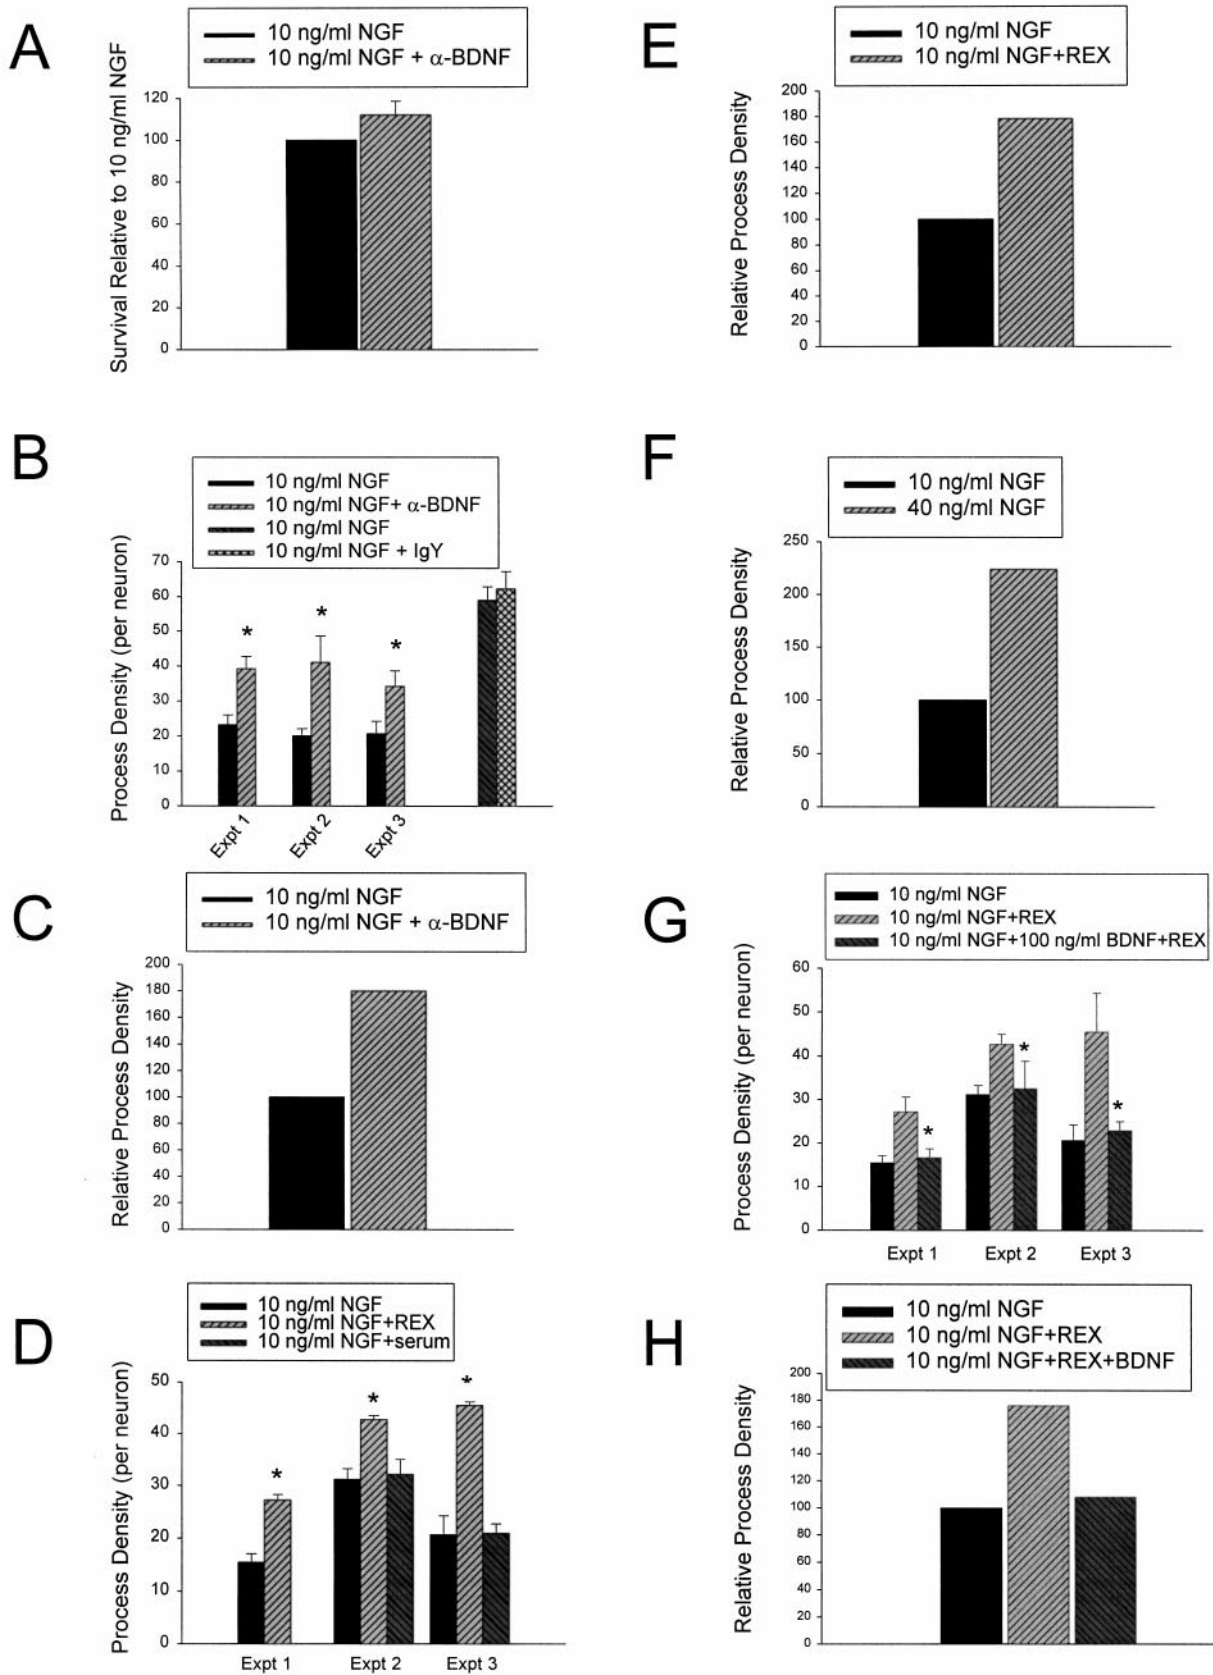 A
10 ng/ml NGF
10 ng/ml NGF + α-BDNF
Survival Relative to 10 ng/ml NGF
120
100
80
60
40
20
0
B
10 ng/ml NGF
10 ng/ml NGF+ α-BDNF
10 ng/ml NGF
10 ng/ml NGF + IgY
Process Density (per neuron)
70
60
50
40
30
20
10
0
* * *
Expt 1 Expt 2 Expt 3
C
10 ng/ml NGF
10 ng/ml NGF + α-BDNF
Relative Process Density
200
180
160
140
120
100
80
60
40
20
0
D
10 ng/ml NGF
10 ng/ml NGF+REX
10 ng/ml NGF+serum
Process Density (per neuron)
50
40
30
20
10
0
* * *
Expt 1 Expt 2 Expt 3
E
10 ng/ml NGF
10 ng/ml NGF+REX
Relative Process Density
200
180
160
140
120
100
80
60
40
20
0
F
10 ng/ml NGF
40 ng/ml NGF
Relative Process Density
250
200
150
100
50
0
G
10 ng/ml NGF
10 ng/ml NGF+REX
10 ng/ml NGF+100 ng/ml BDNF+REX
Process Density (per neuron)
60
50
40
30
20
10
0
* * *
Expt 1 Expt 2 Expt 3
H
10 ng/ml NGF
10 ng/ml NGF+REX
10 ng/ml NGF+REX+BDNF
Relative Process Density
200
180
160
140
120
100
80
60
40
20
0